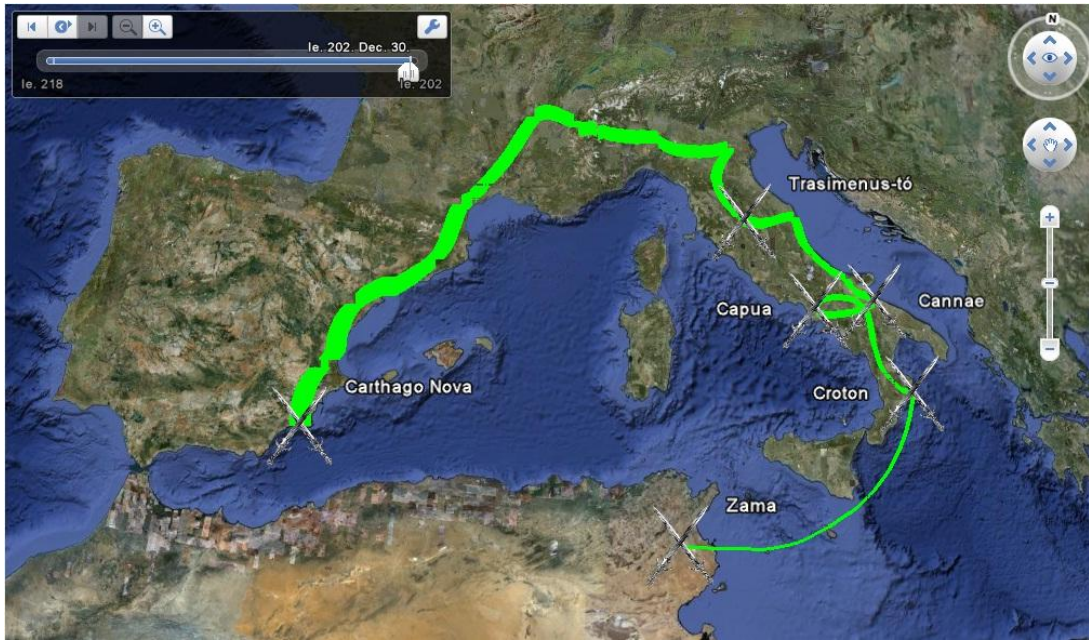 Ie. 202. Dec. 30.
Ie. 218
Ie. 202
N
Trasimenus-tó
Capua
Cannae
Carthago Nova
Croton
Zama